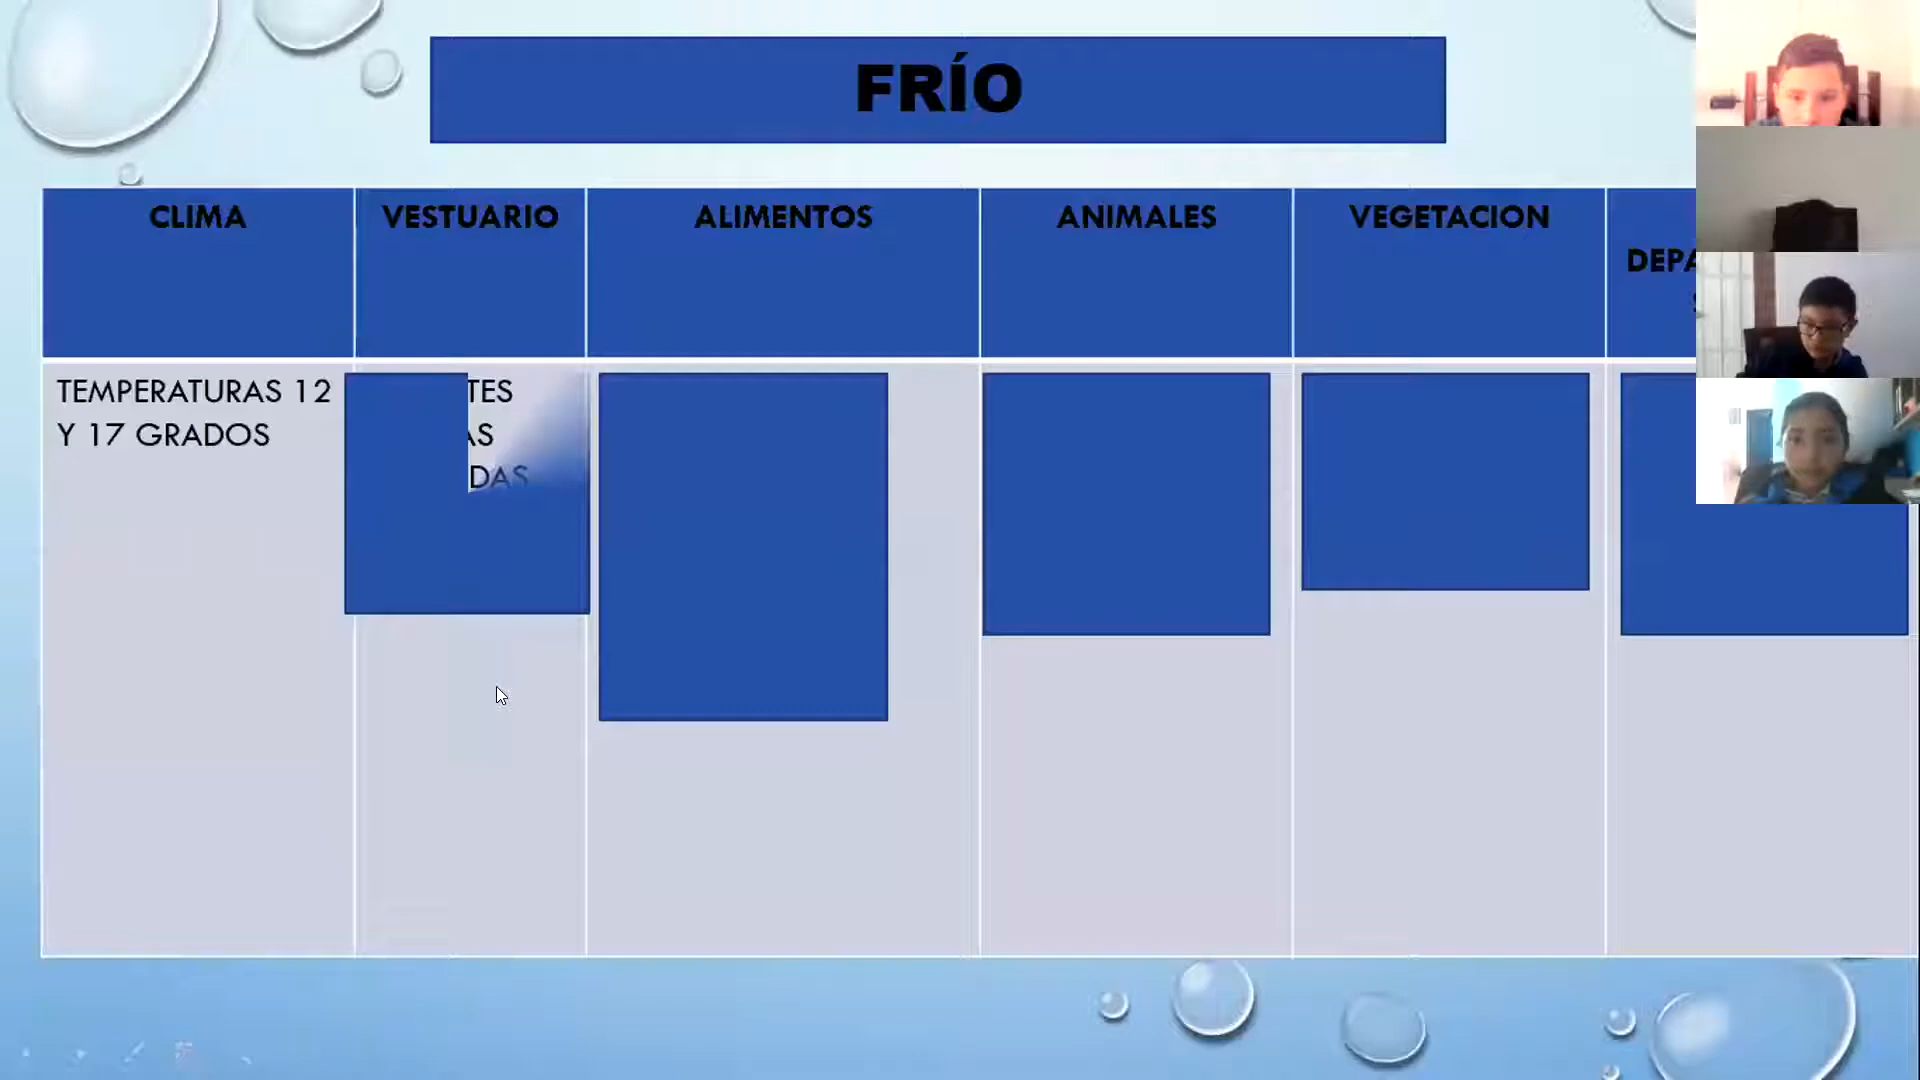 FRÍO
CLIMA
VESTUARIO
ALIMENTOS
ANIMALES
VEGETACION
TEMPERATURAS 12
Y 17 GRADOS